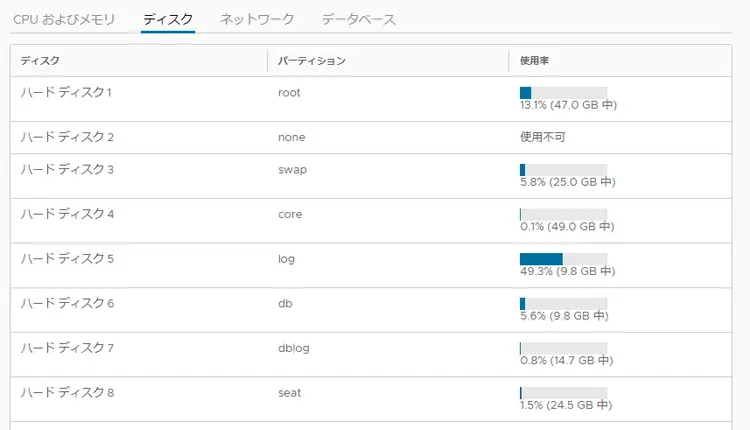 CPU およびメモリ ディスク ネットワーク データベース
ディスク パーティション 使用率
ハード ディスク 1 root 13.1% (47.0 GB 中)
ハード ディスク 2 none 使用不可
ハード ディスク 3 swap 5.8% (25.0 GB 中)
ハード ディスク 4 core 0.1% (49.0 GB 中)
ハード ディスク 5 log 49.3% (9.8 GB 中)
ハード ディスク 6 db 5.6% (9.8 GB 中)
ハード ディスク 7 dblog 0.8% (14.7 GB 中)
ハード ディスク 8 seat 1.5% (24.5 GB 中)